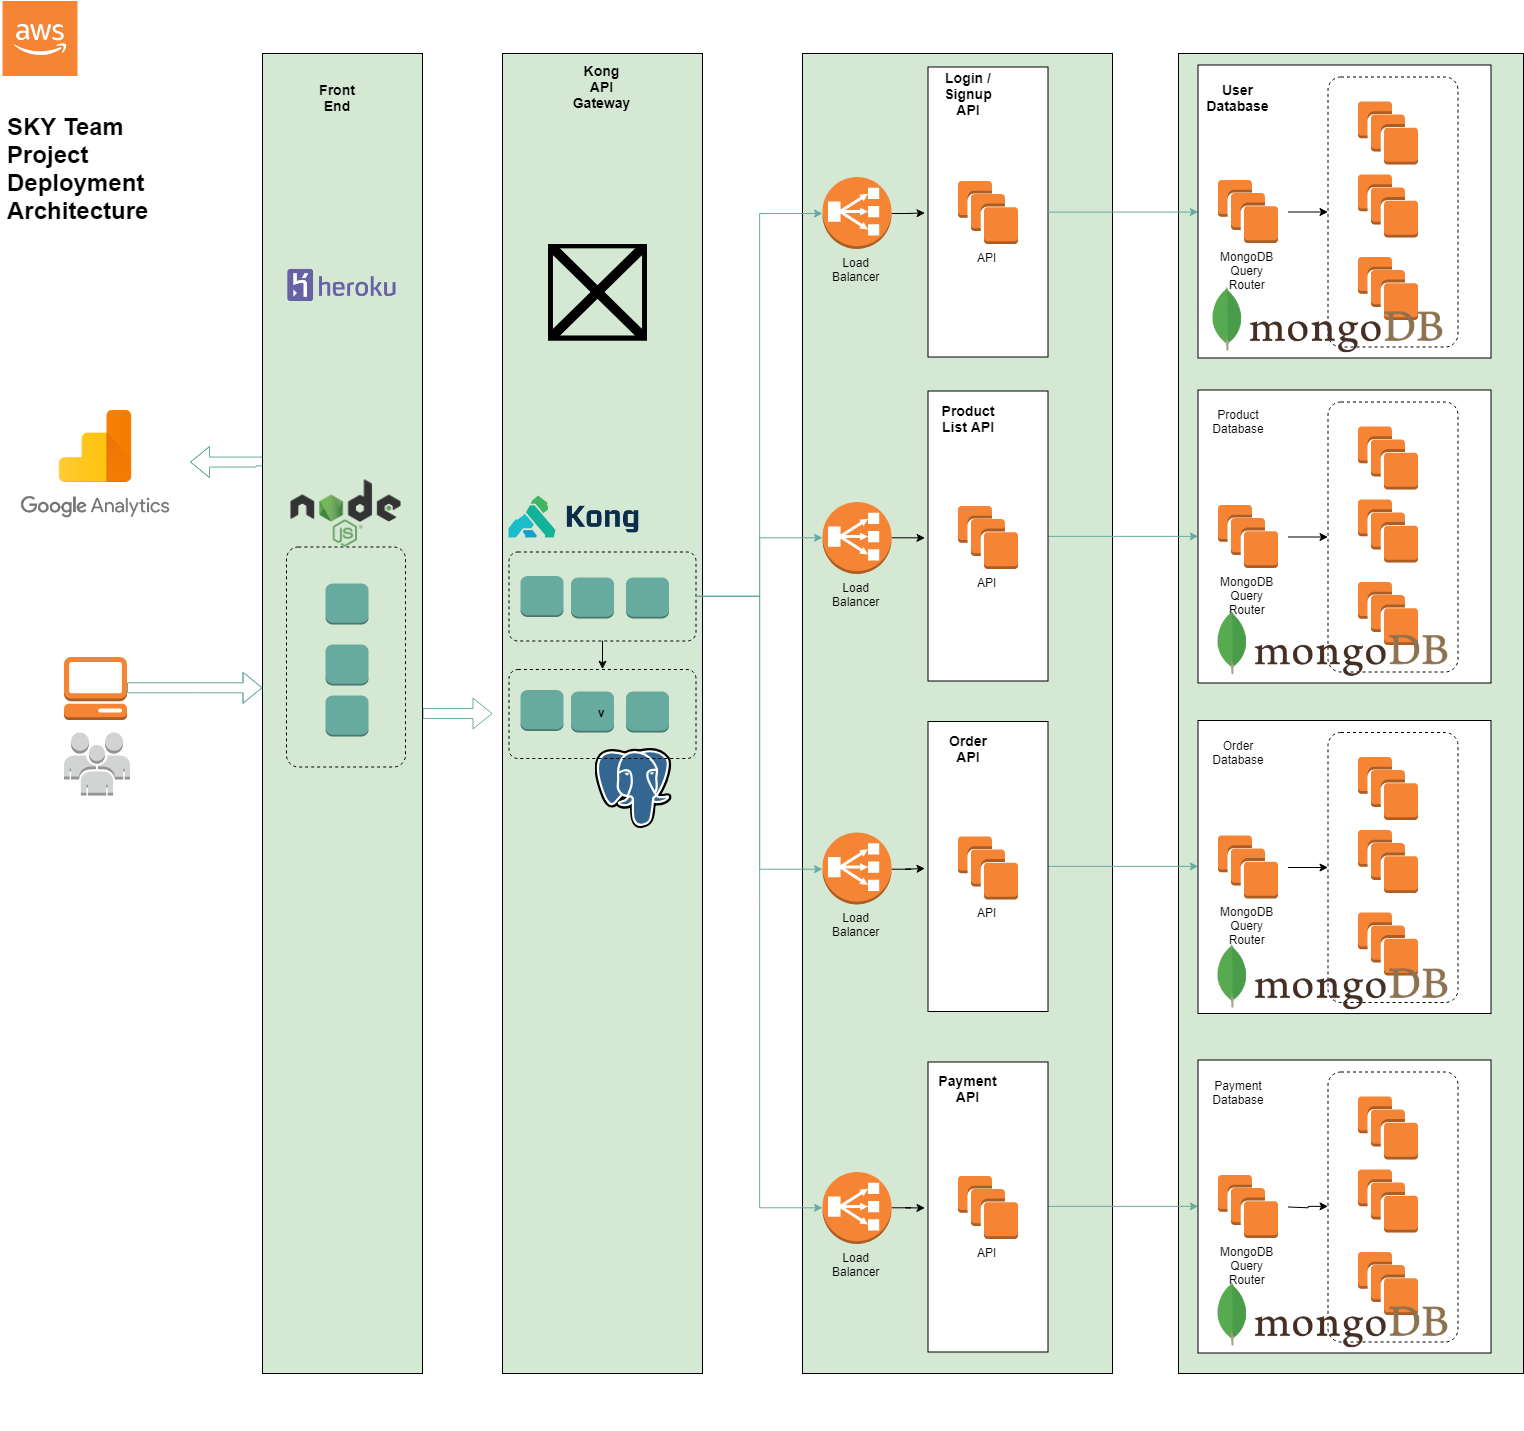 aws
SKY Team
Project
Deployment
Architecture
Google Analytics
Front
End
heroku
node
JS
Kong
API
Gateway
Kong
v
Load
Balancer
Login /
Signup
API
API
User
Database
MongoDB
Query
Router
mongoDB
Load
Balancer
Product
List API
API
Product
Database
MongoDB
Query
Router
mongoDB
Load
Balancer
Order
API
API
Order
Database
MongoDB
Query
Router
mongoDB
Load
Balancer
Payment
API
API
Payment
Database
MongoDB
Query
Router
mongoDB